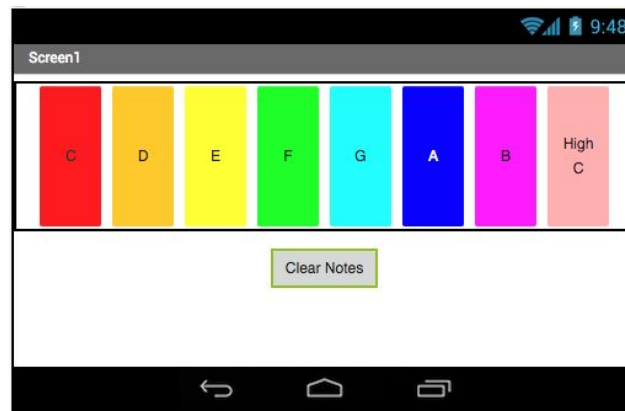 9:48
Screen1
C D E F G A B High
C
Clear Notes